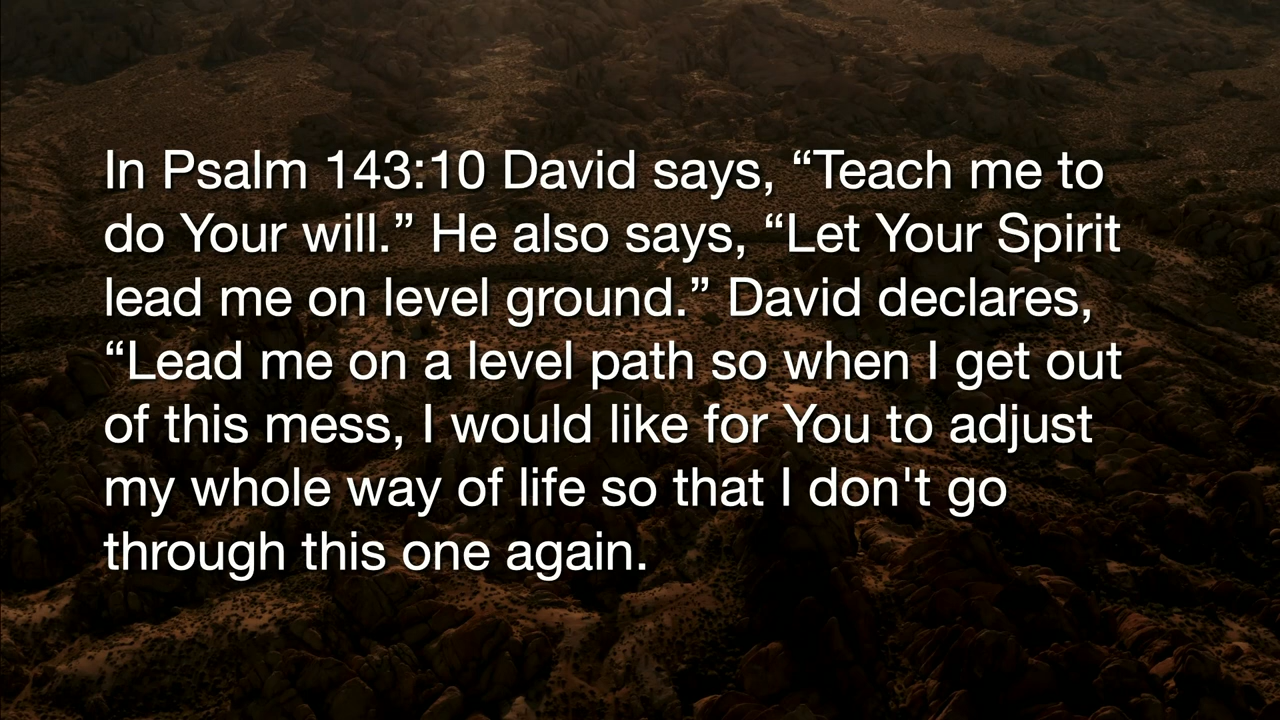 In Psalm 143:10 David says, “Teach me to
do Your will.” He also says, “Let Your Spirit
lead me on level ground.” David declares,
“Lead me on a level path so when I get out
of this mess, I would like for You to adjust
my whole way of life so that I don't go
through this one again.